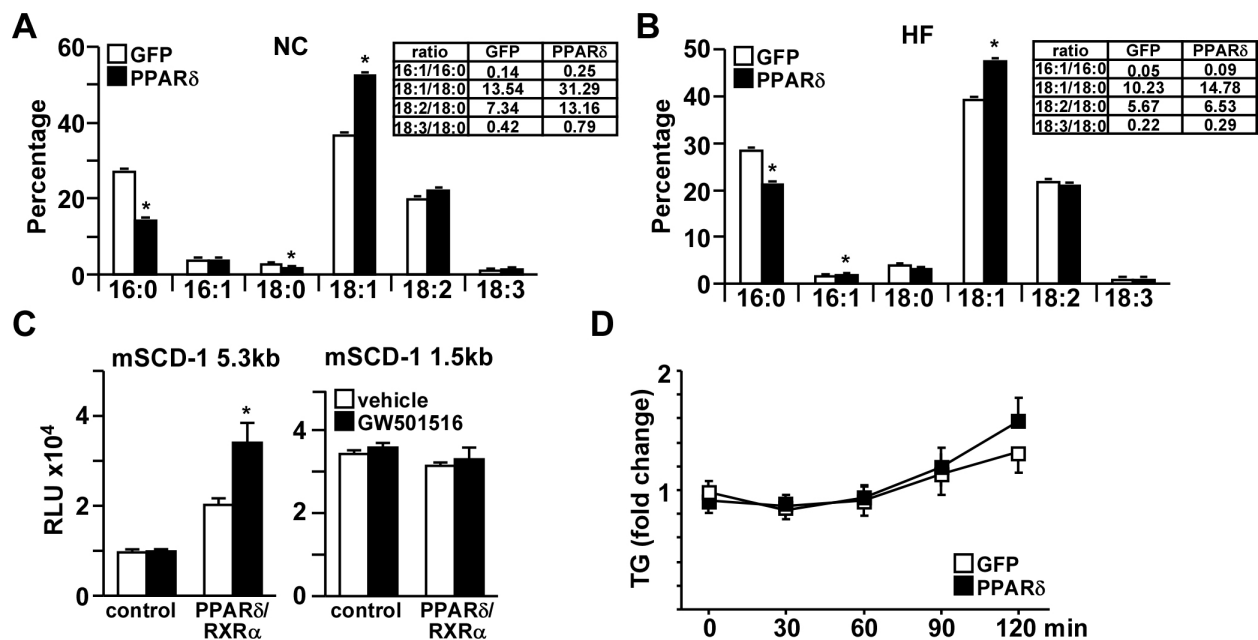 A
NC
GFP
PPARδ
Percentage
60
40
20
0
16:0 16:1 18:0 18:1 18:2 18:3
* * *
ratio GFP PPARδ
16:1/16:0 0.14 0.25
18:1/18:0 13.54 31.29
18:2/18:0 7.34 13.16
18:3/18:0 0.42 0.79
B
HF
GFP
PPARδ
Percentage
50
40
30
20
10
0
16:0 16:1 18:0 18:1 18:2 18:3
* * *
ratio GFP PPARδ
16:1/16:0 0.05 0.09
18:1/18:0 10.23 14.78
18:2/18:0 5.67 6.53
18:3/18:0 0.22 0.29
C
mSCD-1 5.3kb
RLU x10⁴
4
2
0
*
control PPARδ/
RXRα
mSCD-1 1.5kb
vehicle
GW501516
4
2
0
control PPARδ/
RXRα
D
TG (fold change)
2
1
0
GFP
PPARδ
0 30 60 90 120 min